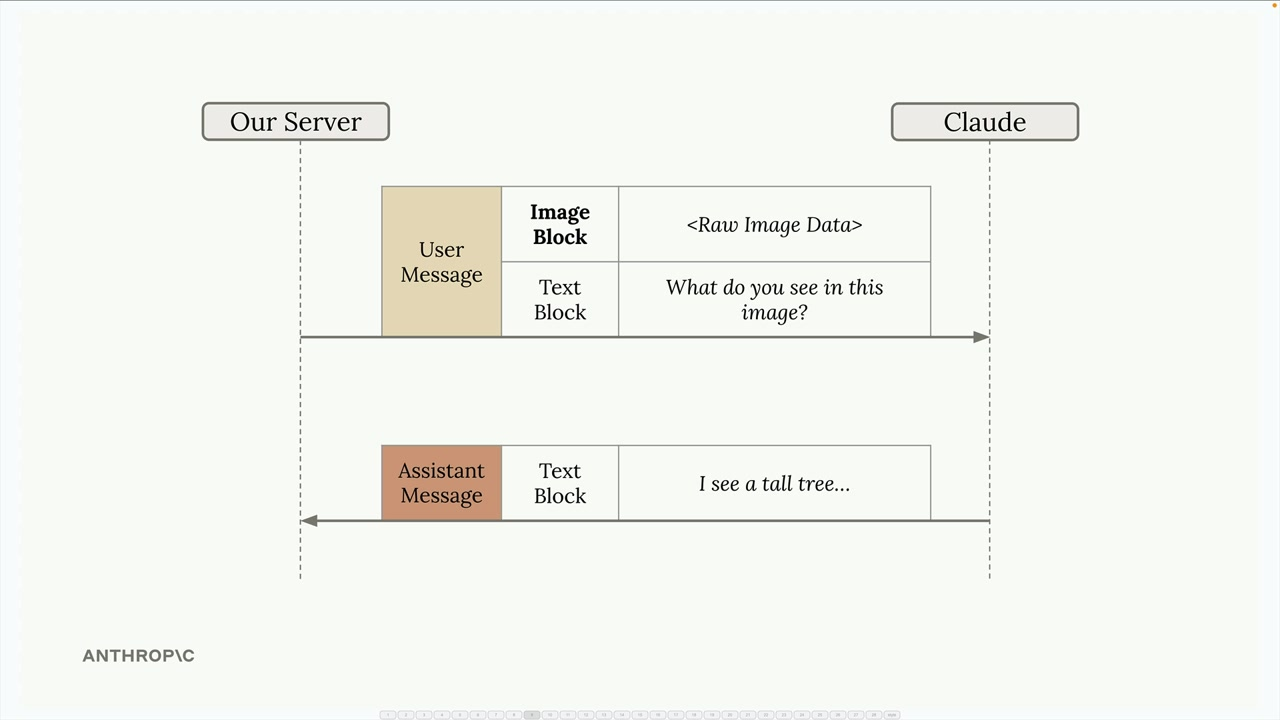 Our Server
Claude
User
Message
Image
Block
<Raw Image Data>
Text
Block
What do you see in this
image?
Assistant
Message
Text
Block
I see a tall tree...
ANTHROP\C